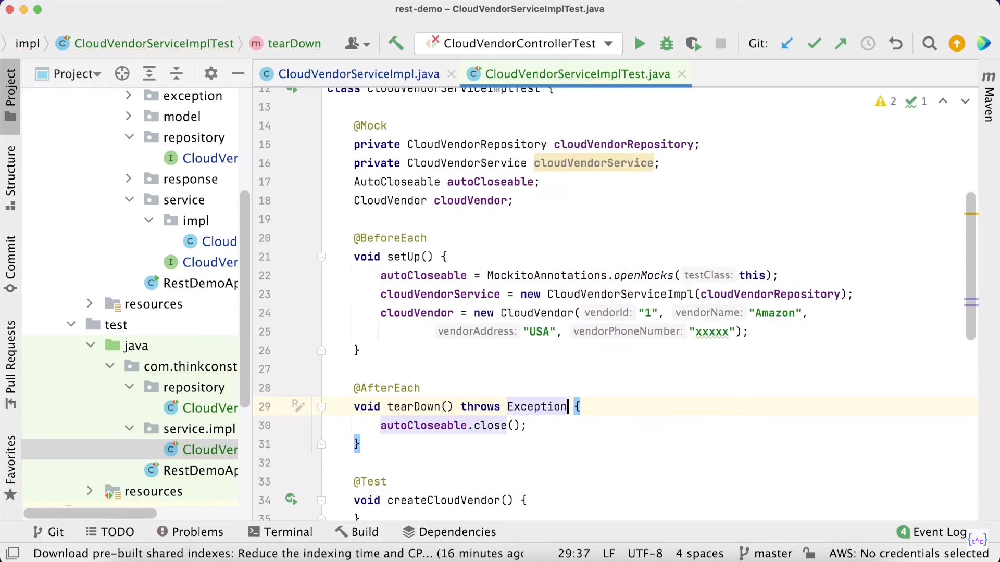 rest-demo – CloudVendorServiceImplTest.java
impl
CloudVendorServiceImplTest
m tearDown
CloudVendorControllerTest
Git:
Project
CloudVendorServiceImpl.java
CloudVendorServiceImplTest.java
exception
model
repository
CloudVer
response
service
impl
Cloud
CloudVer
RestDemoAp
resources
test
java
com.thinkconst
repository
CloudVer
service.impl
CloudVer
RestDemoAp
resources
Project
Structure
Commit
Pull Requests
Favorites
m Maven
2 1
12 class CloudVendorServiceImplTest {
13
14 @Mock
15 private CloudVendorRepository cloudVendorRepository;
16 private CloudVendorService cloudVendorService;
17 AutoCloseable autoCloseable;
18 CloudVendor cloudVendor;
19
20 @BeforeEach
21 void setUp() {
22 autoCloseable = MockitoAnnotations.openMocks( testClass: this);
23 cloudVendorService = new CloudVendorServiceImpl(cloudVendorRepository);
24 cloudVendor = new CloudVendor( vendorId: "1", vendorName: "Amazon",
25 vendorAddress: "USA", vendorPhoneNumber: "xxxxx");
26 }
27
28 @AfterEach
29 void tearDown() throws Exception {
30 autoCloseable.close();
31 }
32
33 @Test
34 void createCloudVendor() {
35 }
Git TODO Problems Terminal Build Dependencies 4 Event Log
{t^c}
Download pre-built shared indexes: Reduce the indexing time and CP... (16 minutes agc 29:37 LF UTF-8 4 spaces master AWS: No credentials selected